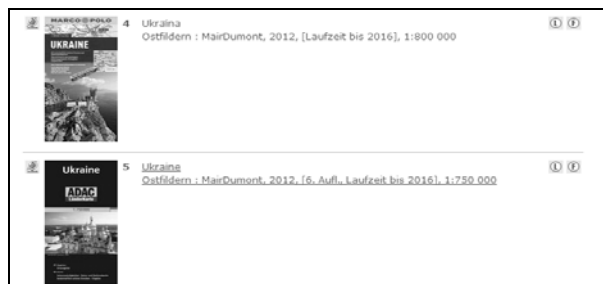 MARCO POLO
UKRAINE
4 Ukraina
Ostfildern : MairDumont, 2012, [Laufzeit bis 2016], 1:800 000
L F
5 Ukraine
Ostfildern : MairDumont, 2012, [6. Aufl., Laufzeit bis 2016], 1:750 000
L F
Ukraine
ADAC
LänderKarte